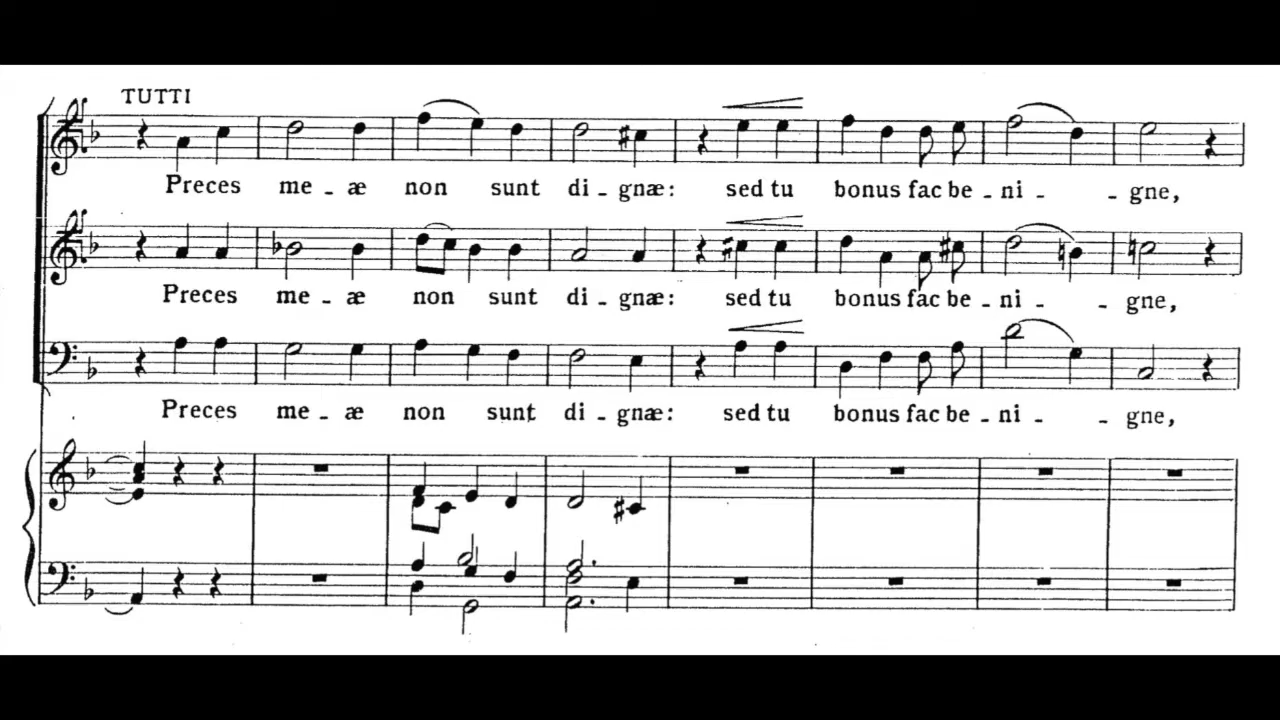 TUTTI
Preces me - æ non sunt di - gnæ: sed tu bonus fac be - ni - - gne,
Preces me - æ non sunt di - gnæ: sed tu bonus fac be - ni - - gne,
Preces me - æ non sunt di - gnæ: sed tu bonus fac be - ni - - gne,